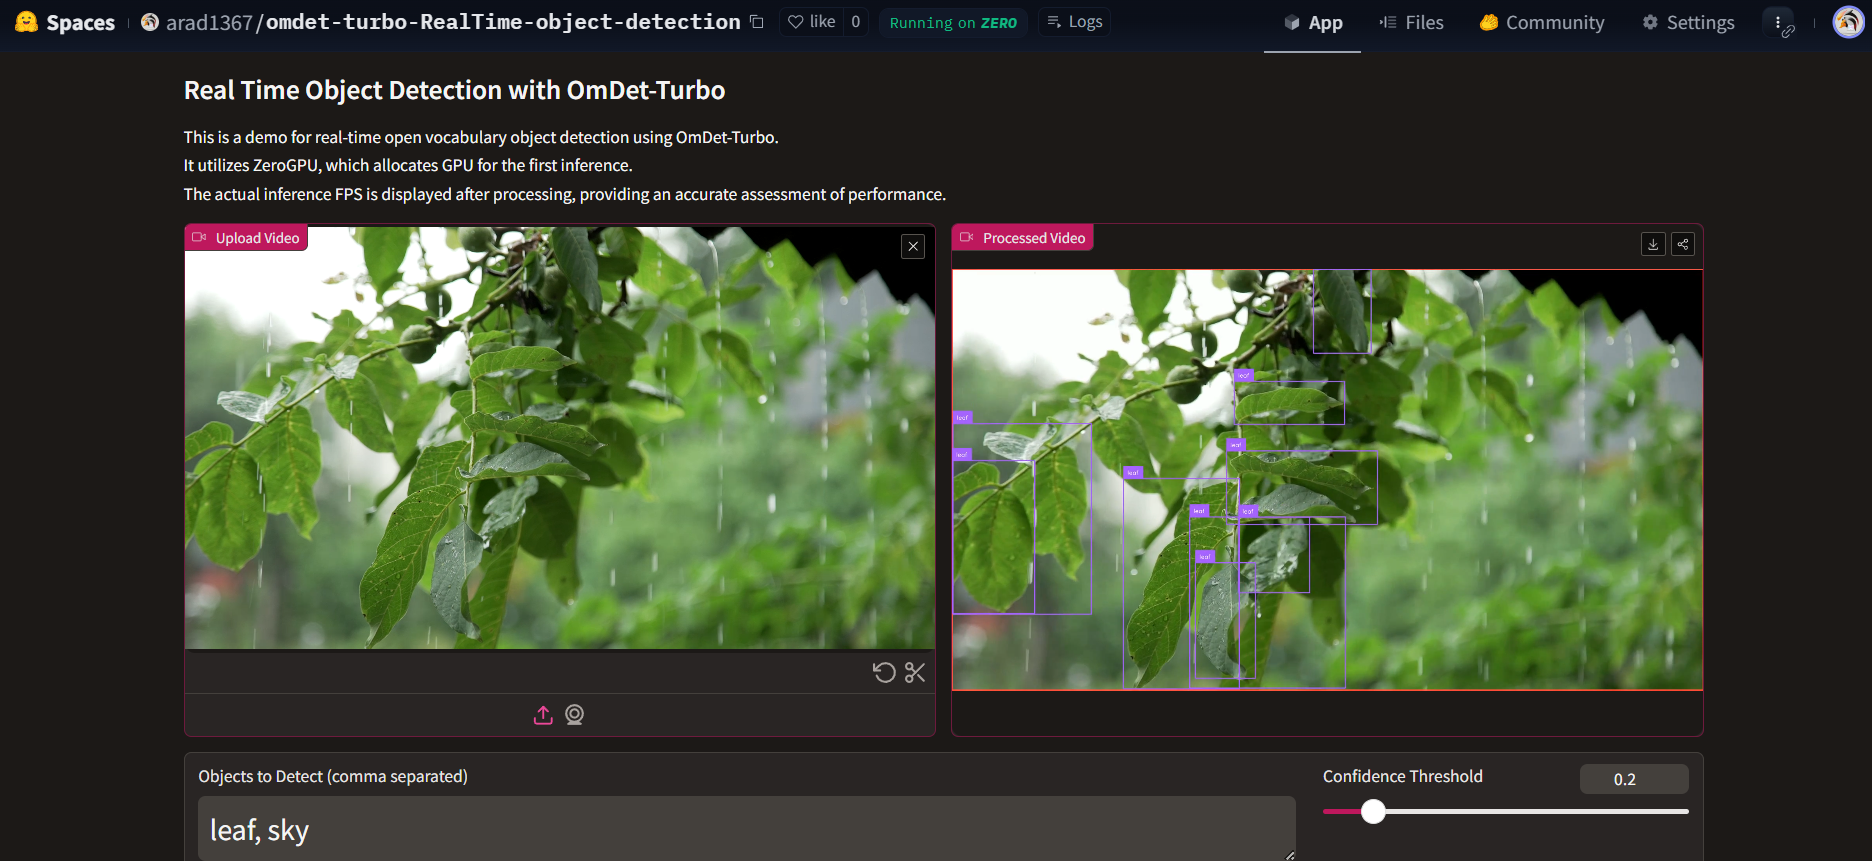 Spaces
arad1367/omdet-turbo-RealTime-object-detection
like 0
Running on ZERO
Logs
App
Files
Community
Settings
Real Time Object Detection with OmDet-Turbo
This is a demo for real-time open vocabulary object detection using OmDet-Turbo.
It utilizes ZeroGPU, which allocates GPU for the first inference.
The actual inference FPS is displayed after processing, providing an accurate assessment of performance.
Upload Video
Processed Video
leaf
leaf
leaf
leaf
leaf
leaf
leaf
leaf
Objects to Detect (comma separated)
leaf, sky
Confidence Threshold
0.2